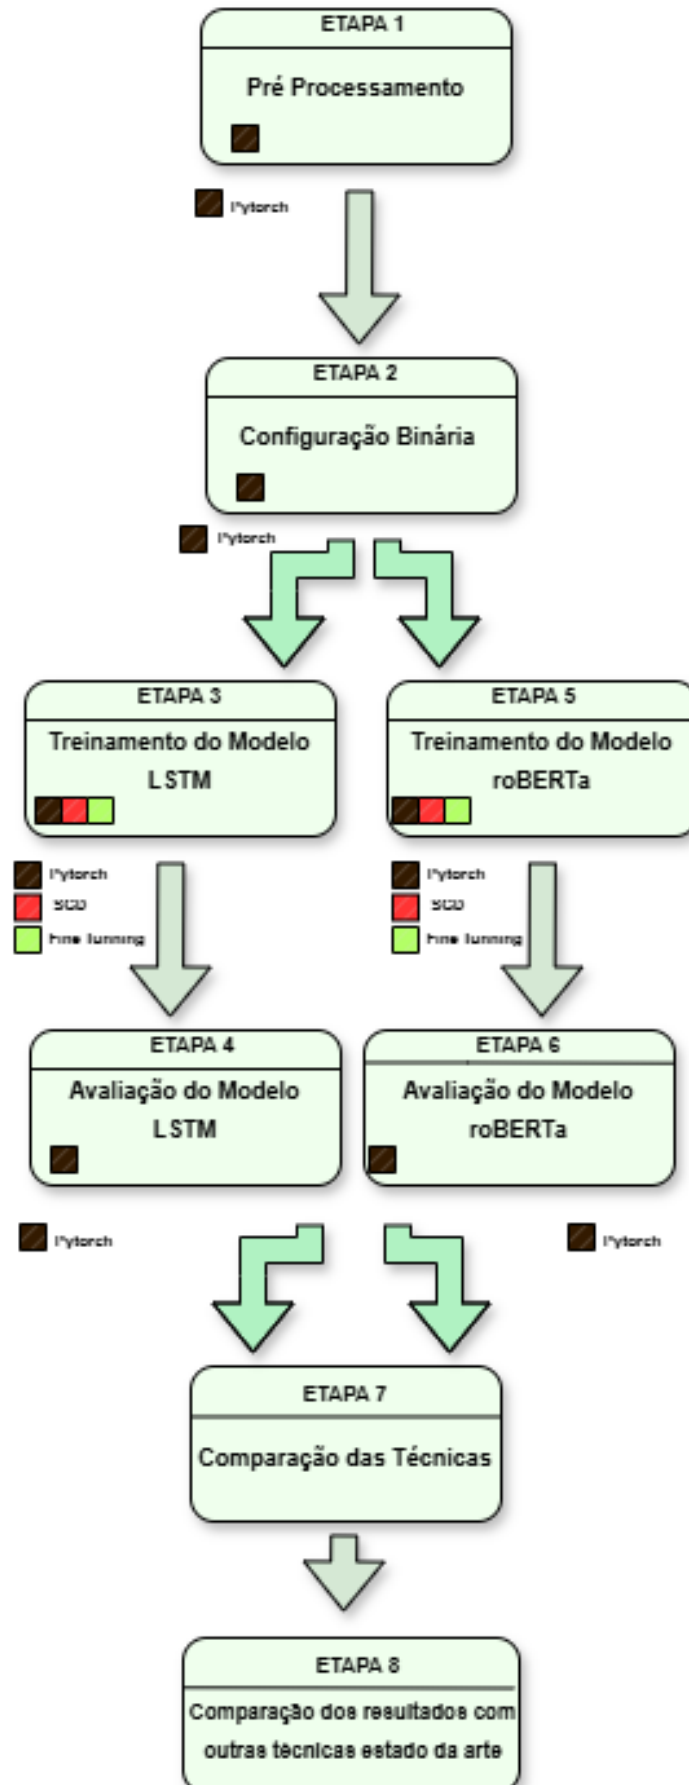 ETAPA 1
Pré Processamento
Pytorch
ETAPA 2
Configuração Binária
Pytorch
ETAPA 3
Treinamento do Modelo
LSTM
Pytorch
SGD
Fine Tunning
ETAPA 5
Treinamento do Modelo
roBERTa
Pytorch
SGD
Fine Tunning
ETAPA 4
Avaliação do Modelo
LSTM
Pytorch
ETAPA 6
Avaliação do Modelo
roBERTa
Pytorch
ETAPA 7
Comparação das Técnicas
ETAPA 8
Comparação dos resultados com
outras técnicas estado da arte